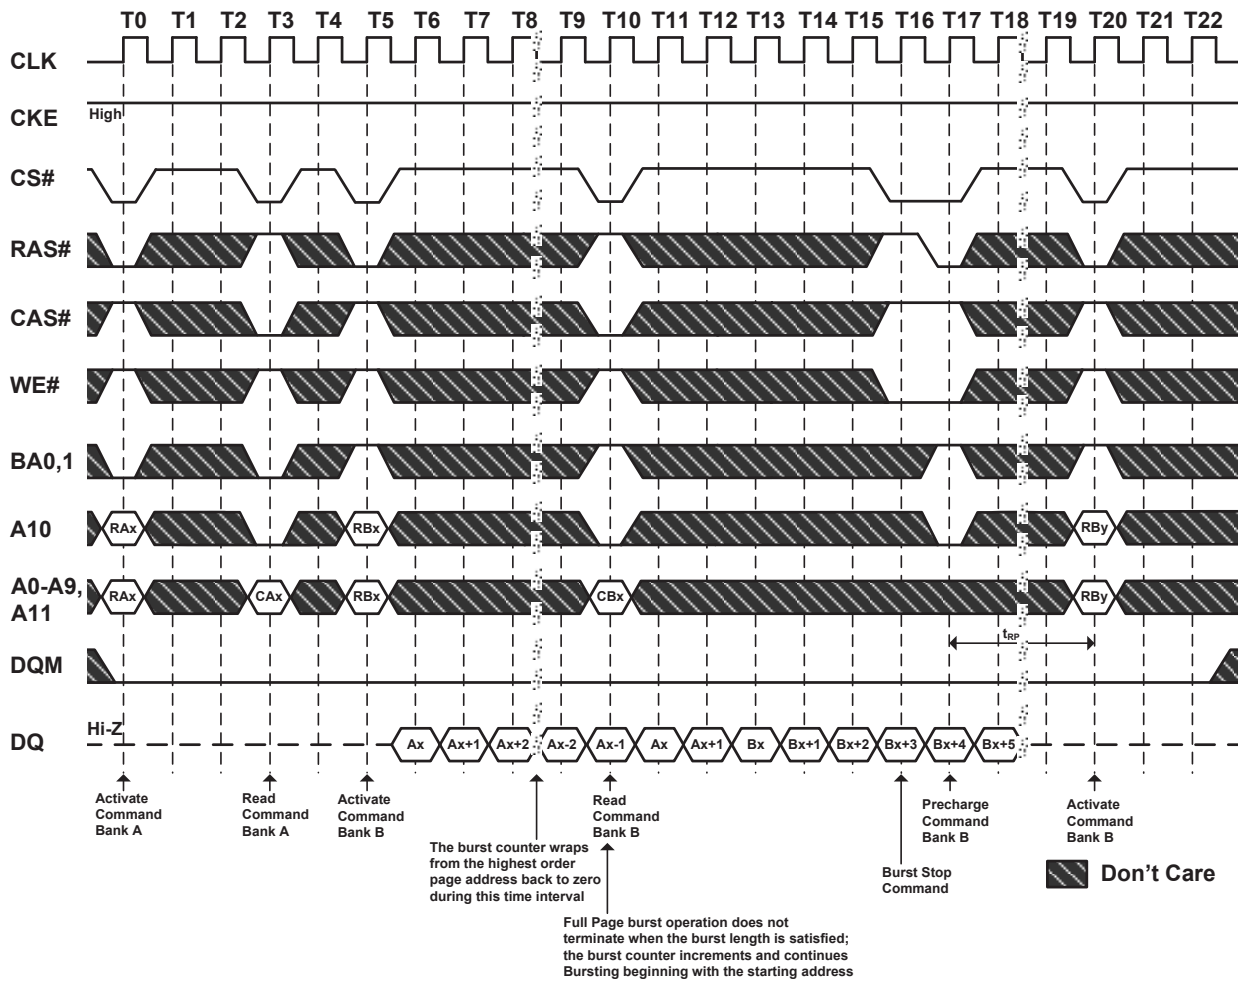 T0 T1 T2 T3 T4 T5 T6 T7 T8 T9 T10 T11 T12 T13 T14 T15 T16 T17 T18 T19 T20 T21 T22
CLK
CKE High
CS#
RAS#
CAS#
WE#
BA0,1
A10 RAx RBx RBy
A0-A9, A11 RAx CAx RBx CBx RBy
tRP
DQM
DQ Hi-Z Ax Ax+1 Ax+2 Ax-2 Ax-1 Ax Ax+1 Bx Bx+1 Bx+2 Bx+3 Bx+4 Bx+5
Activate
Command
Bank A
Read
Command
Bank A
Activate
Command
Bank B
The burst counter wraps
from the highest order
page address back to zero
during this time interval
Read
Command
Bank B
Full Page burst operation does not
terminate when the burst length is satisfied;
the burst counter increments and continues
Bursting beginning with the starting address
Burst Stop
Command
Precharge
Command
Bank B
Activate
Command
Bank B
Don't Care